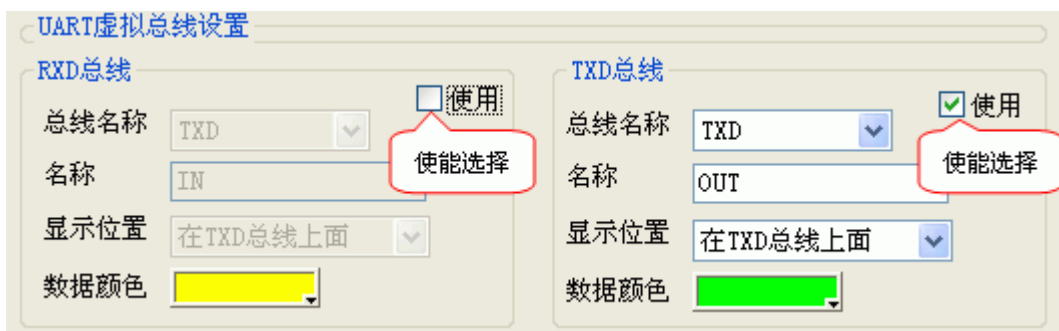 UART虚拟总线设置
RXD总线
使用
总线名称 TXD
使能选择
名称 IN
显示位置 在TXD总线上面
数据颜色
TXD总线
使用
总线名称 TXD
使能选择
名称 OUT
显示位置 在TXD总线上面
数据颜色